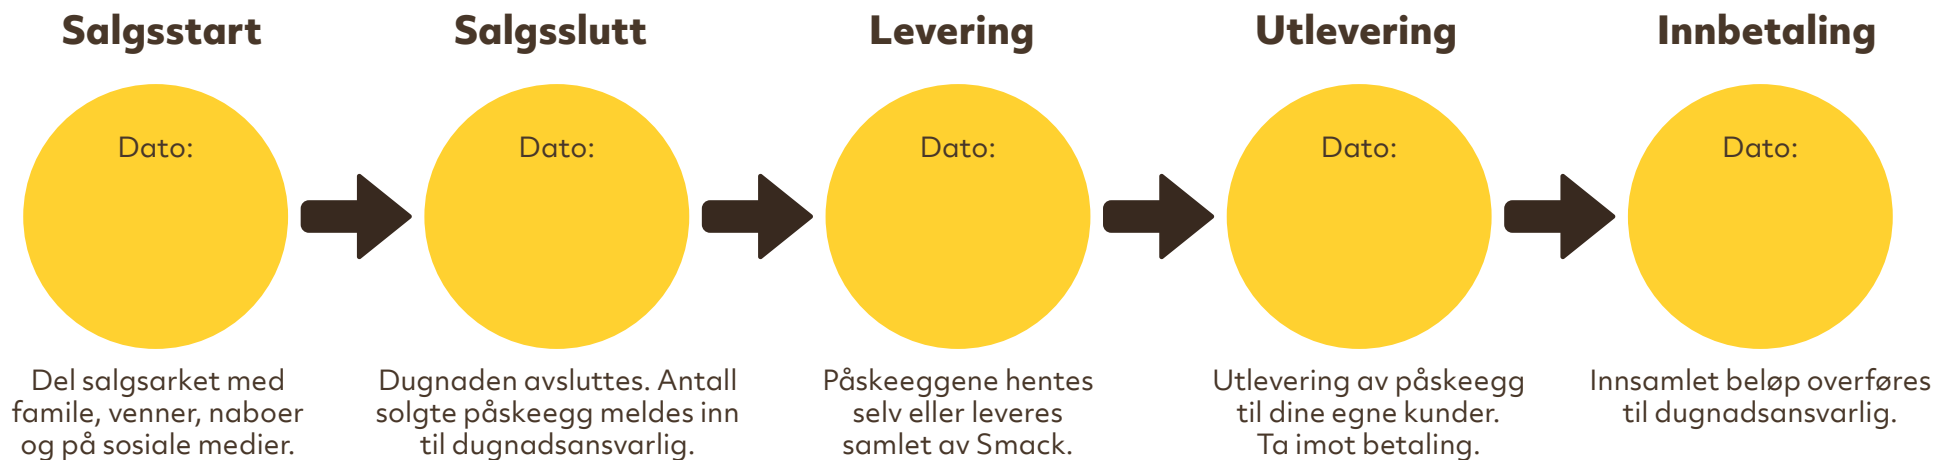 Salgsstart
Dato:
Del salgsarket med
famile, venner, naboer
og på sosiale medier.
Salgsslutt
Dato:
Dugnaden avsluttes. Antall
solgte påskeegg meldes inn
til dugnadsansvarlig.
Levering
Dato:
Påskeeggene hentes
selv eller leveres
samlet av Smack.
Utlevering
Dato:
Utlevering av påskeegg
til dine egne kunder.
Ta imot betaling.
Innbetaling
Dato:
Innsamlet beløp overføres
til dugnadsansvarlig.